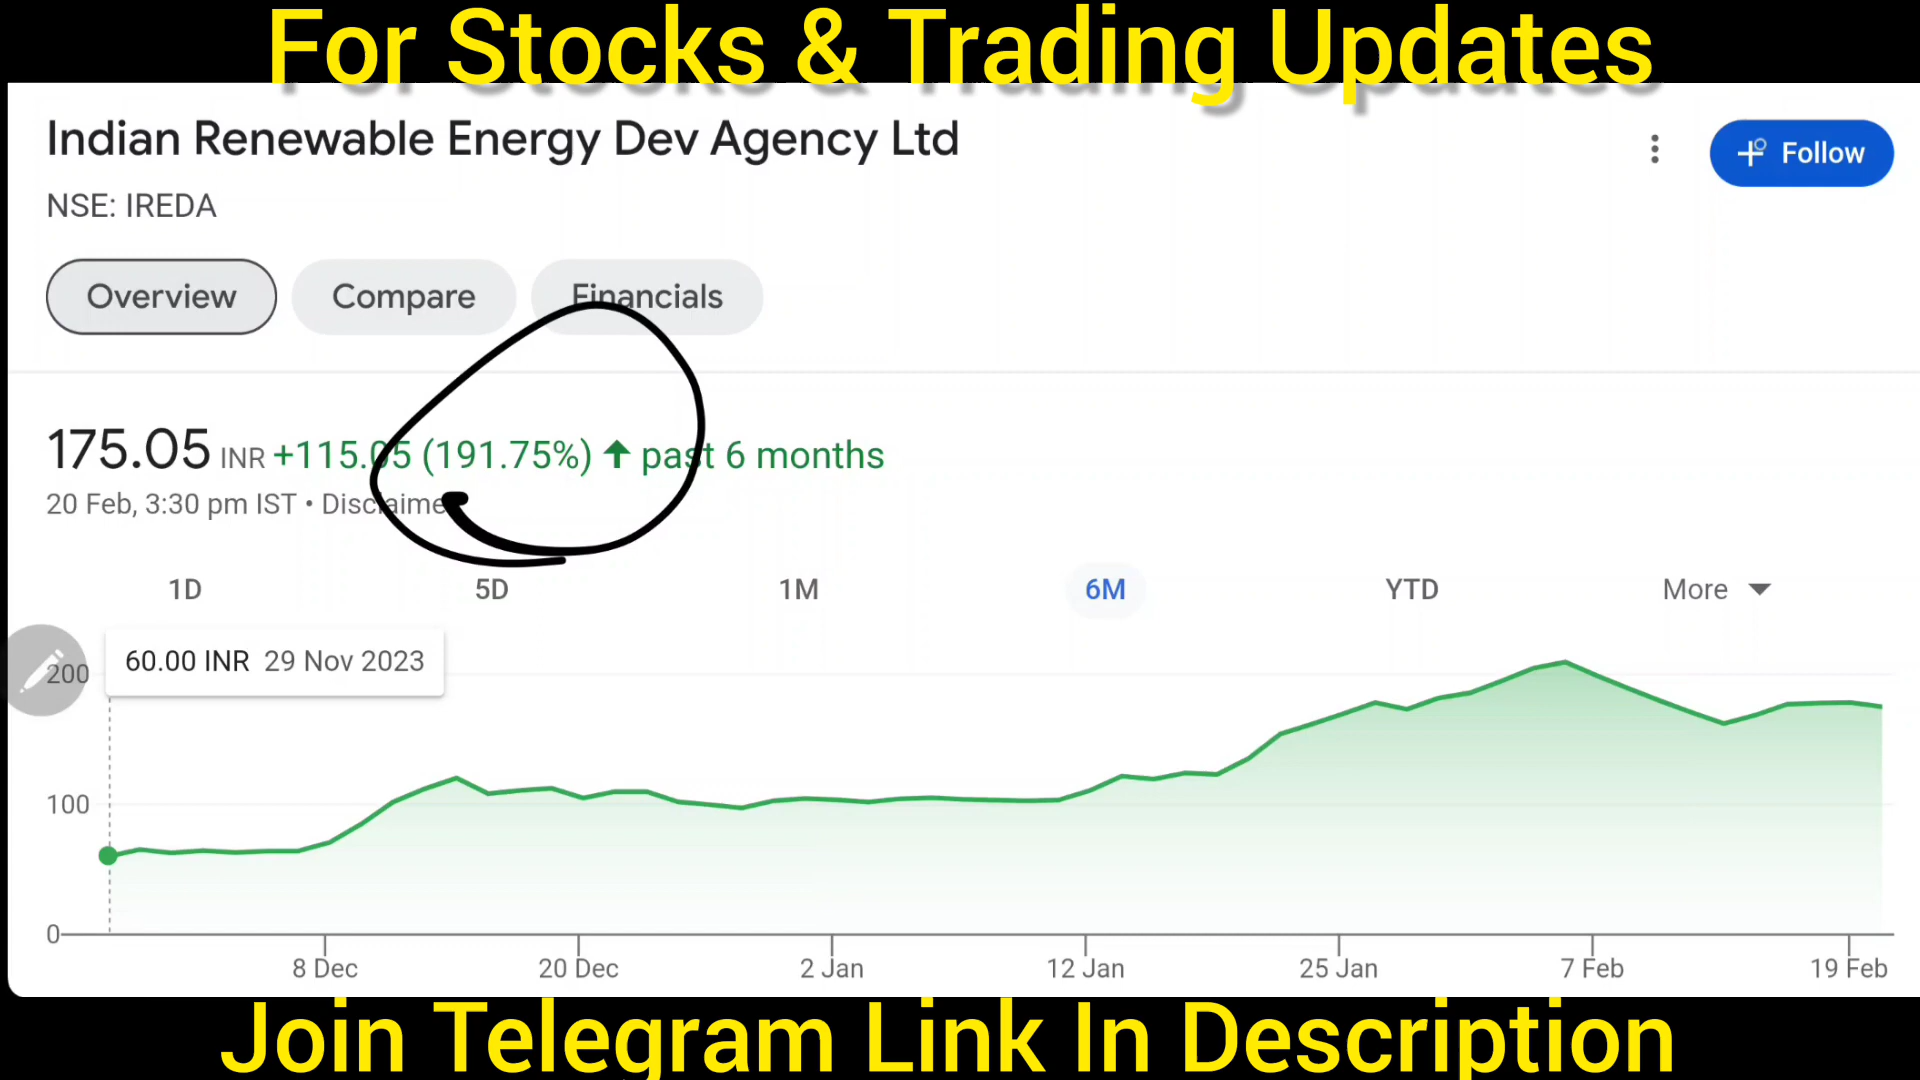 For Stocks & Trading Updates
Indian Renewable Energy Dev Agency Ltd
Follow
NSE: IREDA
Overview Compare Financials
175.05 INR +115.05 (191.75%) ↑ past 6 months
20 Feb, 3:30 pm IST • Disclaime
1D 5D 1M 6M YTD More
60.00 INR 29 Nov 2023
200
100
0
8 Dec 20 Dec 2 Jan 12 Jan 25 Jan 7 Feb 19 Feb
Join Telegram Link In Description